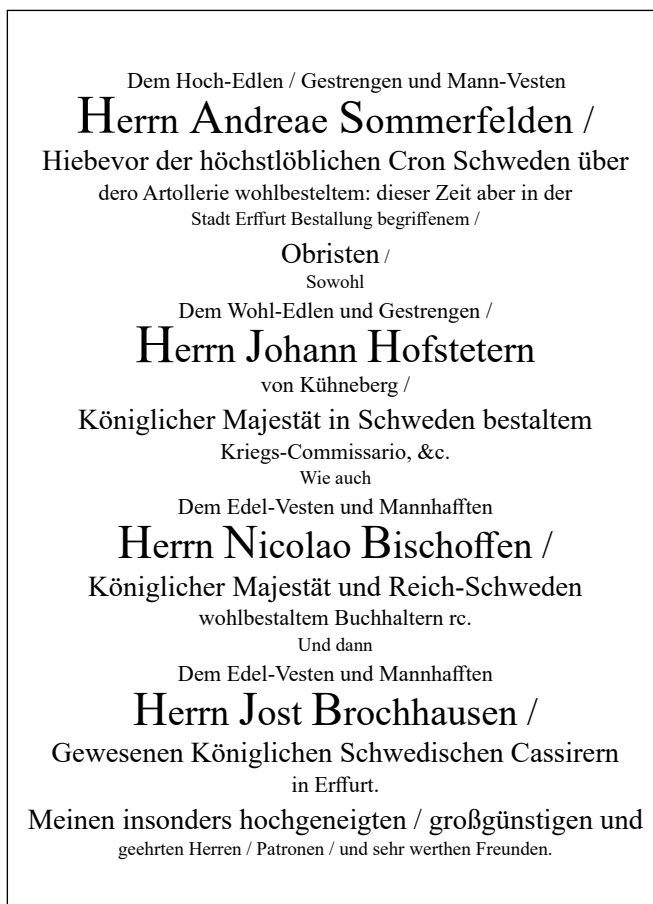 Dem Hoch-Edlen / Gestrengen und Mann-Vesten
Herrn Andreae Sommerfelden /
Hiebevor der höchstlöblichen Cron Schweden über
dero Artollerie wohlbesteltem: dieser Zeit aber in der
Stadt Erffurt Bestallung begriffenem /
Obristen /
Sowohl
Dem Wohl-Edlen und Gestrengen /
Herrn Johann Hofstetern
von Kühneberg /
Königlicher Majestät in Schweden bestaltem
Kriegs-Commissario, &c.
Wie auch
Dem Edel-Vesten und Mannhafften
Herrn Nicolao Bischoffen /
Königlicher Majestät und Reich-Schweden
wohlbestaltem Buchhaltern rc.
Und dann
Dem Edel-Vesten und Mannhafften
Herrn Jost Brochhausen /
Gewesenen Königlichen Schwedischen Cassirern
in Erffurt.
Meinen insonders hochgeneigten / großgünstigen und
geehrten Herren / Patronen / und sehr werthen Freunden.